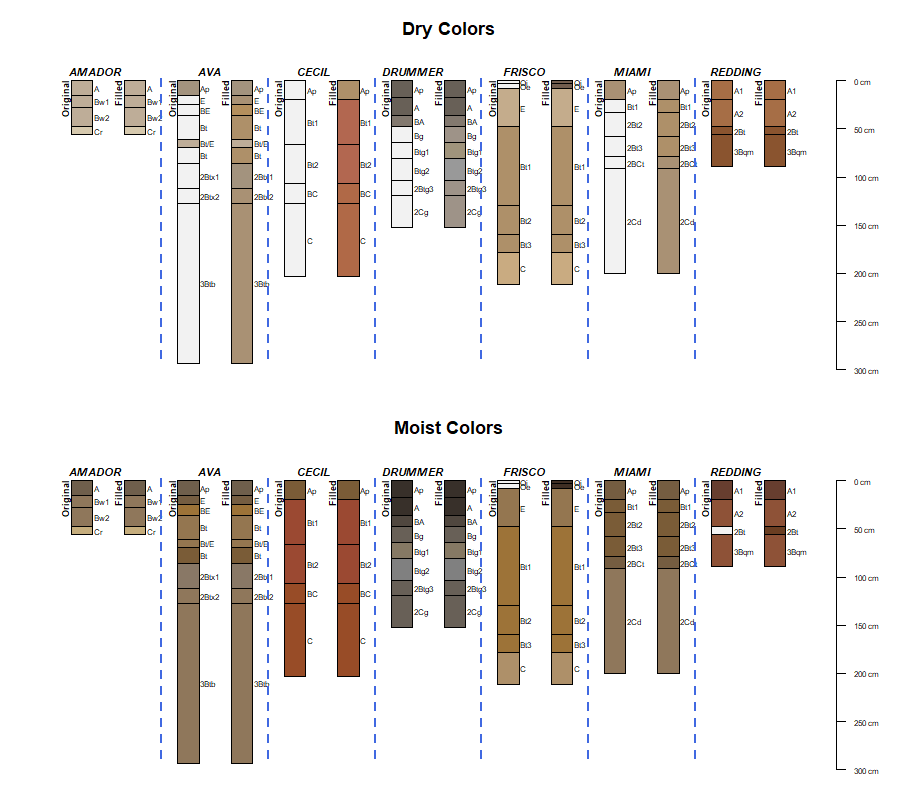 Dry Colors
AMADOR AVA CECIL DRUMMER FRISCO MIAMI REDDING
Original Filled Original Filled Original Filled Original Filled Original Filled Original Filled Original Filled
A Bw1 Bw2 Cr
A Bw1 Bw2 Cr
Ap E BE Bt Bt/E Bt 2Btx1 2Btx2 3Btb
Ap E BE Bt Bt/E Bt 2Btx1 2Btx2 3Btb
Ap Bt1 Bt2 BC C
Ap Bt1 Bt2 BC C
Ap A BA Bg Btg1 Btg2 2Btg3 2Cg
Ap A BA Bg Btg1 Btg2 2Btg3 2Cg
Oi Oe E Bt1 Bt2 Bt3 C
Oi Oe E Bt1 Bt2 Bt3 C
Ap Bt1 2Bt2 2Bt3 2BCt 2Cd
Ap Bt1 2Bt2 2Bt3 2BCt 2Cd
A1 A2 2Bt 3Bqm
A1 A2 2Bt 3Bqm
0 cm
50 cm
100 cm
150 cm
200 cm
250 cm
300 cm
Moist Colors
AMADOR AVA CECIL DRUMMER FRISCO MIAMI REDDING
Original Filled Original Filled Original Filled Original Filled Original Filled Original Filled Original Filled
A Bw1 Bw2 Cr
A Bw1 Bw2 Cr
Ap E BE Bt Bt/E Bt 2Btx1 2Btx2 3Btb
Ap E BE Bt Bt/E Bt 2Btx1 2Btx2 3Btb
Ap Bt1 Bt2 BC C
Ap Bt1 Bt2 BC C
Ap A BA Bg Btg1 Btg2 2Btg3 2Cg
Ap A BA Bg Btg1 Btg2 2Btg3 2Cg
Oi Oe E Bt1 Bt2 Bt3 C
Oi Oe E Bt1 Bt2 Bt3 C
Ap Bt1 2Bt2 2Bt3 2BCt 2Cd
Ap Bt1 2Bt2 2Bt3 2BCt 2Cd
A1 A2 2Bt 3Bqm
A1 A2 2Bt 3Bqm
0 cm
50 cm
100 cm
150 cm
200 cm
250 cm
300 cm